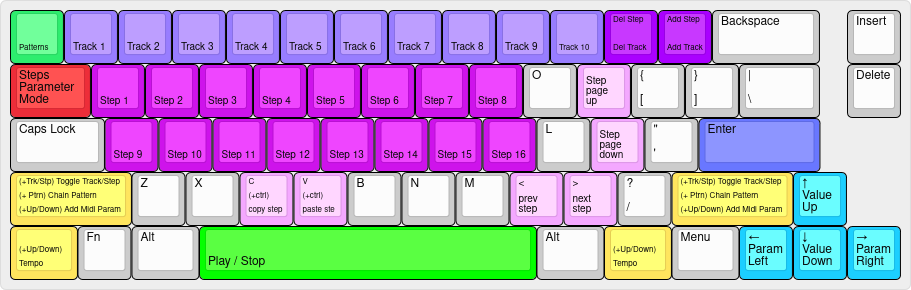 Patterns
Track 1
Track 2
Track 3
Track 4
Track 5
Track 6
Track 7
Track 8
Track 9
Track 10
Del Step
Del Track
Add Step
Add Track
Backspace
Insert
Steps
Parameter
Mode
Step 1
Step 2
Step 3
Step 4
Step 5
Step 6
Step 7
Step 8
O
Step
page
up
{
[
}
]
|
\
Delete
Caps Lock
Step 9
Step 10
Step 11
Step 12
Step 13
Step 14
Step 15
Step 16
L
Step
page
down
"
'
Enter
(+Trk/Stp) Toggle Track/Step
(+ Ptrn) Chain Pattern
(+Up/Down) Add Midi Param
Z
X
C
(+ctrl)
copy step
V
(+ctrl)
paste ste
B
N
M
<
prev
step
>
next
step
?
/
(+Trk/Stp) Toggle Track/Step
(+ Ptrn) Chain Pattern
(+Up/Down) Add Midi Param
↑
Value
Up
(+Up/Down)
Tempo
Fn
Alt
Play / Stop
Alt
(+Up/Down)
Tempo
Menu
←
Param
Left
↓
Value
Down
→
Param
Right